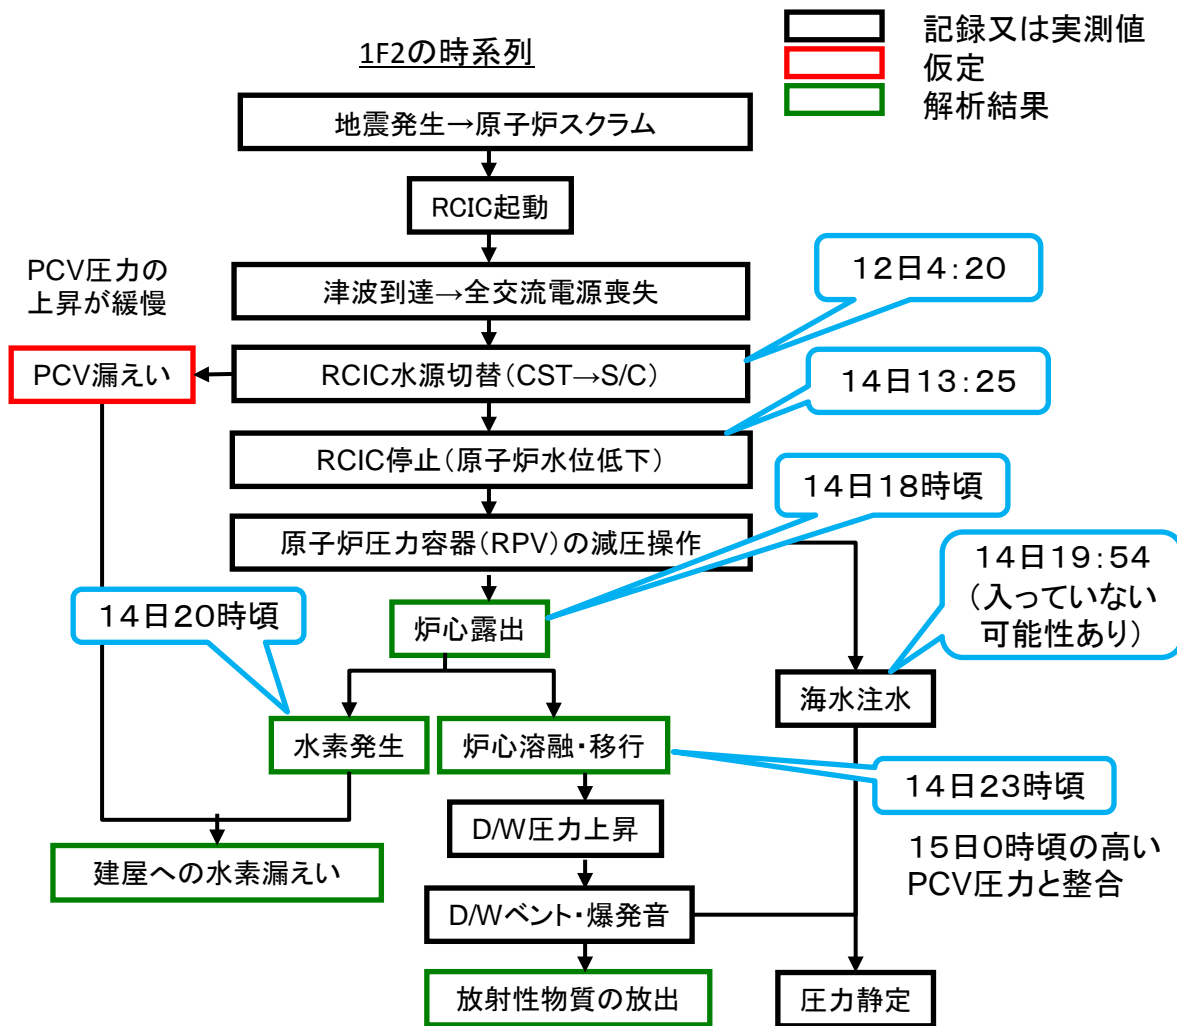 1F2の時系列
記録又は実測値
仮定
解析結果
地震発生→原子炉スクラム
RCIC起動
PCV圧力の
上昇が緩慢
津波到達→全交流電源喪失
12日4:20
PCV漏えい
RCIC水源切替(CST→S/C)
14日13:25
RCIC停止(原子炉水位低下)
14日18時頃
原子炉圧力容器(RPV)の減圧操作
14日19:54
(入っていない
可能性あり)
14日20時頃
炉心露出
海水注水
水素発生
炉心溶融・移行
14日23時頃
D/W圧力上昇
15日0時頃の高い
PCV圧力と整合
建屋への水素漏えい
D/Wベント・爆発音
放射性物質の放出
圧力静定